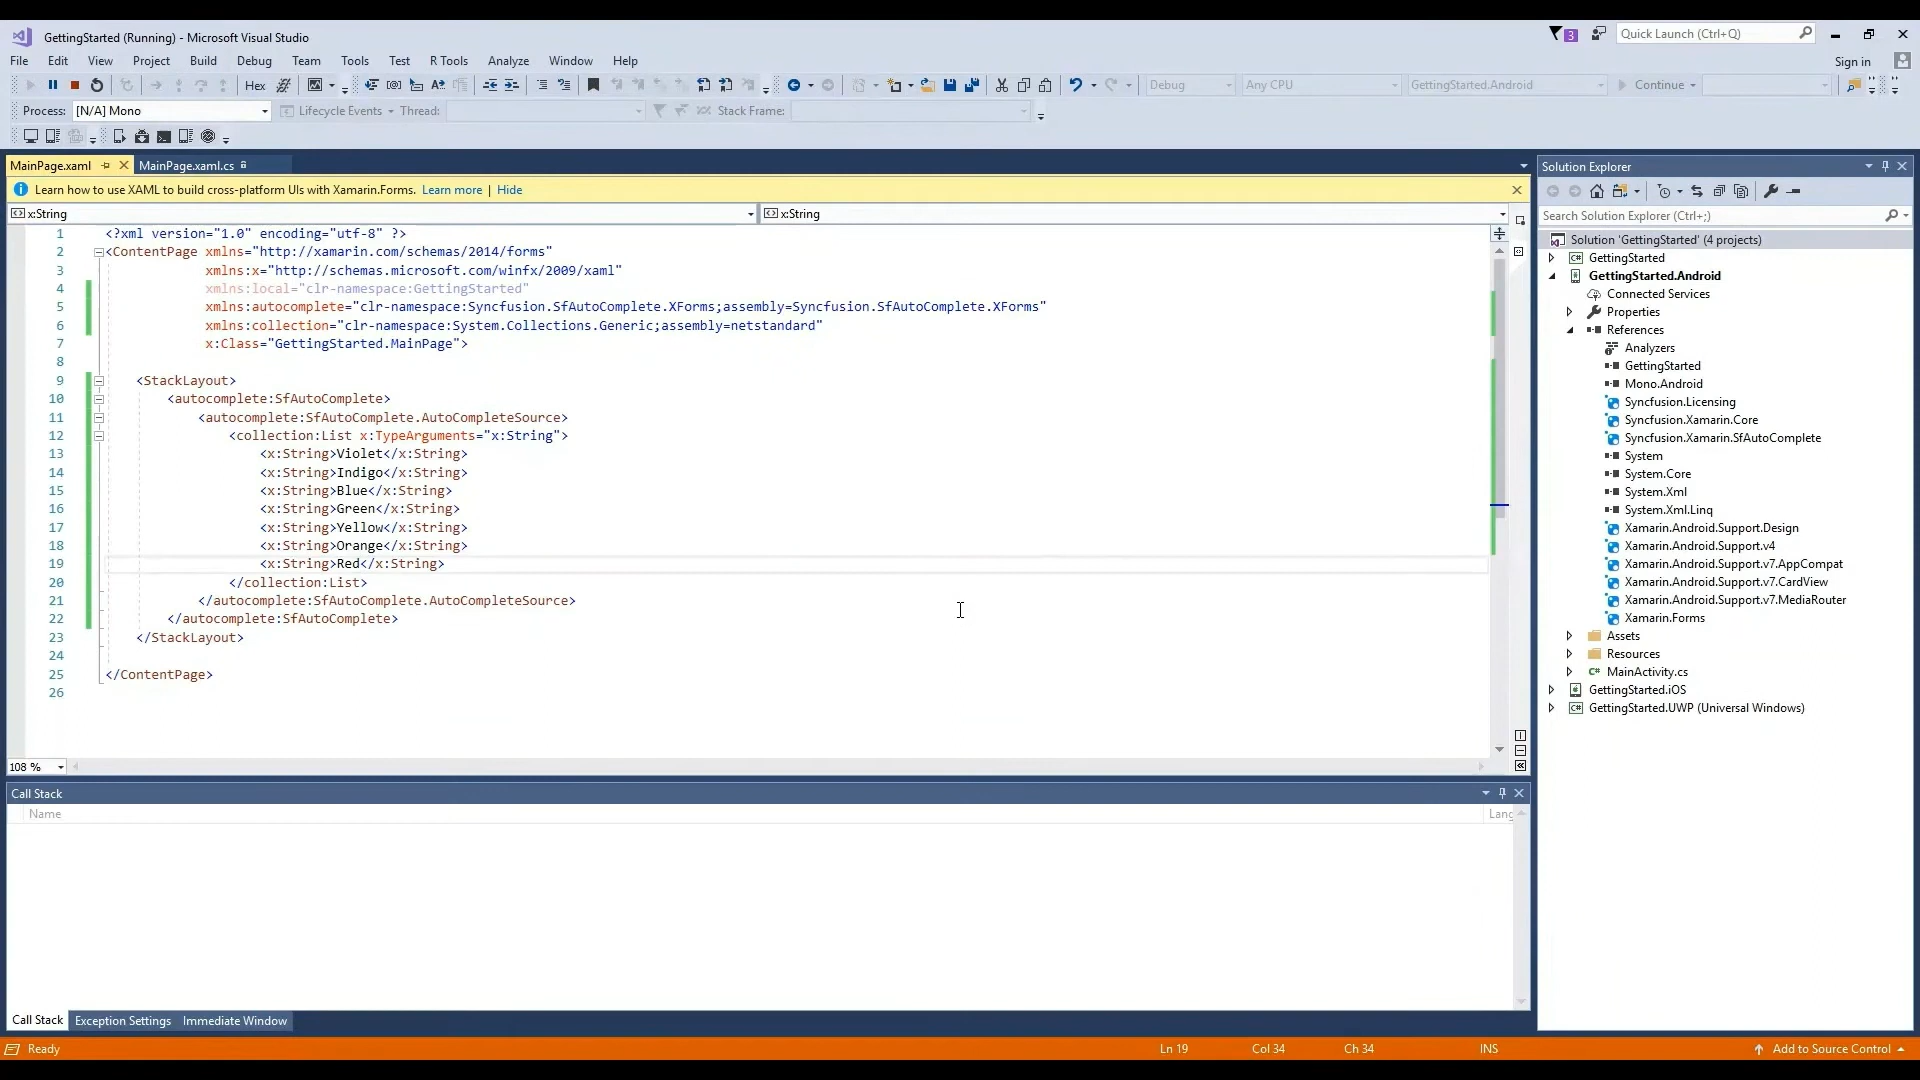 GettingStarted (Running) - Microsoft Visual Studio
3
Quick Launch (Ctrl+Q)
File Edit View Project Build Debug Team Tools Test R Tools Analyze Window Help
Sign in
Hex
Debug Any CPU GettingStarted.Android Continue
Process: [N/A] Mono Lifecycle Events Thread: Stack Frame:
MainPage.xaml MainPage.xaml.cs
Learn how to use XAML to build cross-platform UIs with Xamarin.Forms. Learn more | Hide
x:String x:String
1 <?xml version="1.0" encoding="utf-8" ?>
2 <ContentPage xmlns="http://xamarin.com/schemas/2014/forms"
3 xmlns:x="http://schemas.microsoft.com/winfx/2009/xaml"
4 xmlns:local="clr-namespace:GettingStarted"
5 xmlns:autocomplete="clr-namespace:Syncfusion.SfAutoComplete.XForms;assembly=Syncfusion.SfAutoComplete.XForms"
6 xmlns:collection="clr-namespace:System.Collections.Generic;assembly=netstandard"
7 x:Class="GettingStarted.MainPage">
8
9 <StackLayout>
10 <autocomplete:SfAutoComplete>
11 <autocomplete:SfAutoComplete.AutoCompleteSource>
12 <collection:List x:TypeArguments="x:String">
13 <x:String>Violet</x:String>
14 <x:String>Indigo</x:String>
15 <x:String>Blue</x:String>
16 <x:String>Green</x:String>
17 <x:String>Yellow</x:String>
18 <x:String>Orange</x:String>
19 <x:String>Red</x:String>
20 </collection:List>
21 </autocomplete:SfAutoComplete.AutoCompleteSource>
22 </autocomplete:SfAutoComplete>
23 </StackLayout>
24
25 </ContentPage>
26
108 %
Call Stack
Name Lang
Call Stack Exception Settings Immediate Window
Solution Explorer
Search Solution Explorer (Ctrl+;)
Solution 'GettingStarted' (4 projects)
GettingStarted
GettingStarted.Android
Connected Services
Properties
References
Analyzers
GettingStarted
Mono.Android
Syncfusion.Licensing
Syncfusion.Xamarin.Core
Syncfusion.Xamarin.SfAutoComplete
System
System.Core
System.Xml
System.Xml.Linq
Xamarin.Android.Support.Design
Xamarin.Android.Support.v4
Xamarin.Android.Support.v7.AppCompat
Xamarin.Android.Support.v7.CardView
Xamarin.Android.Support.v7.MediaRouter
Xamarin.Forms
Assets
Resources
MainActivity.cs
GettingStarted.iOS
GettingStarted.UWP (Universal Windows)
Ready Ln 19 Col 34 Ch 34 INS Add to Source Control